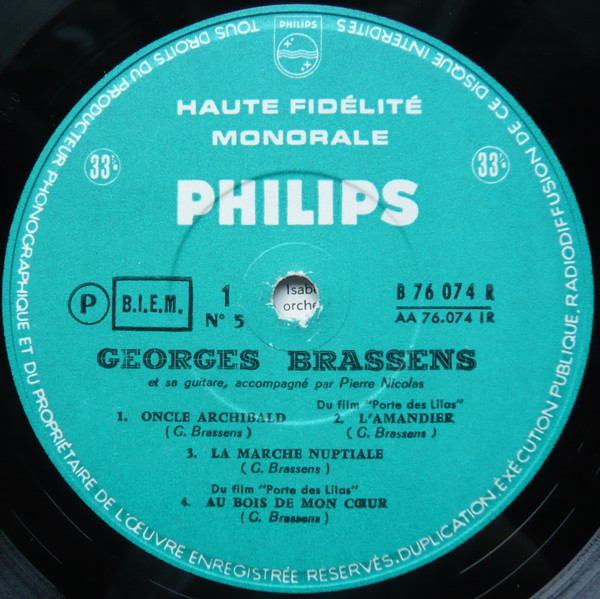 TOUS DROITS DU PRODUCTEUR PHONOGRAPHIQUE ET DU PROPRIÉTAIRE DE L'ŒUVRE ENREGISTRÉE RÉSERVÉS. DUPLICATION, EXÉCUTION PUBLIQUE, RADIODIFFUSION DE CE DISQUE INTERDITES
PHILIPS
HAUTE FIDÉLITÉ
MONORALE
33⅓ 33⅓
PHILIPS
P B.I.E.M. 1 B 76 074 R
N° 5 AA 76.074 1R
Isab
orche
GEORGES BRASSENS
et sa guitare, accompagné par Pierre Nicolas
Du film "Porte des Lilas"
1. ONCLE ARCHIBALD 2. L'AMANDIER
(G. Brassens) (G. Brassens)
3. LA MARCHE NUPTIALE
(G. Brassens)
Du film "Porte des Lilas"
4. AU BOIS DE MON CŒUR
(G. Brassens)